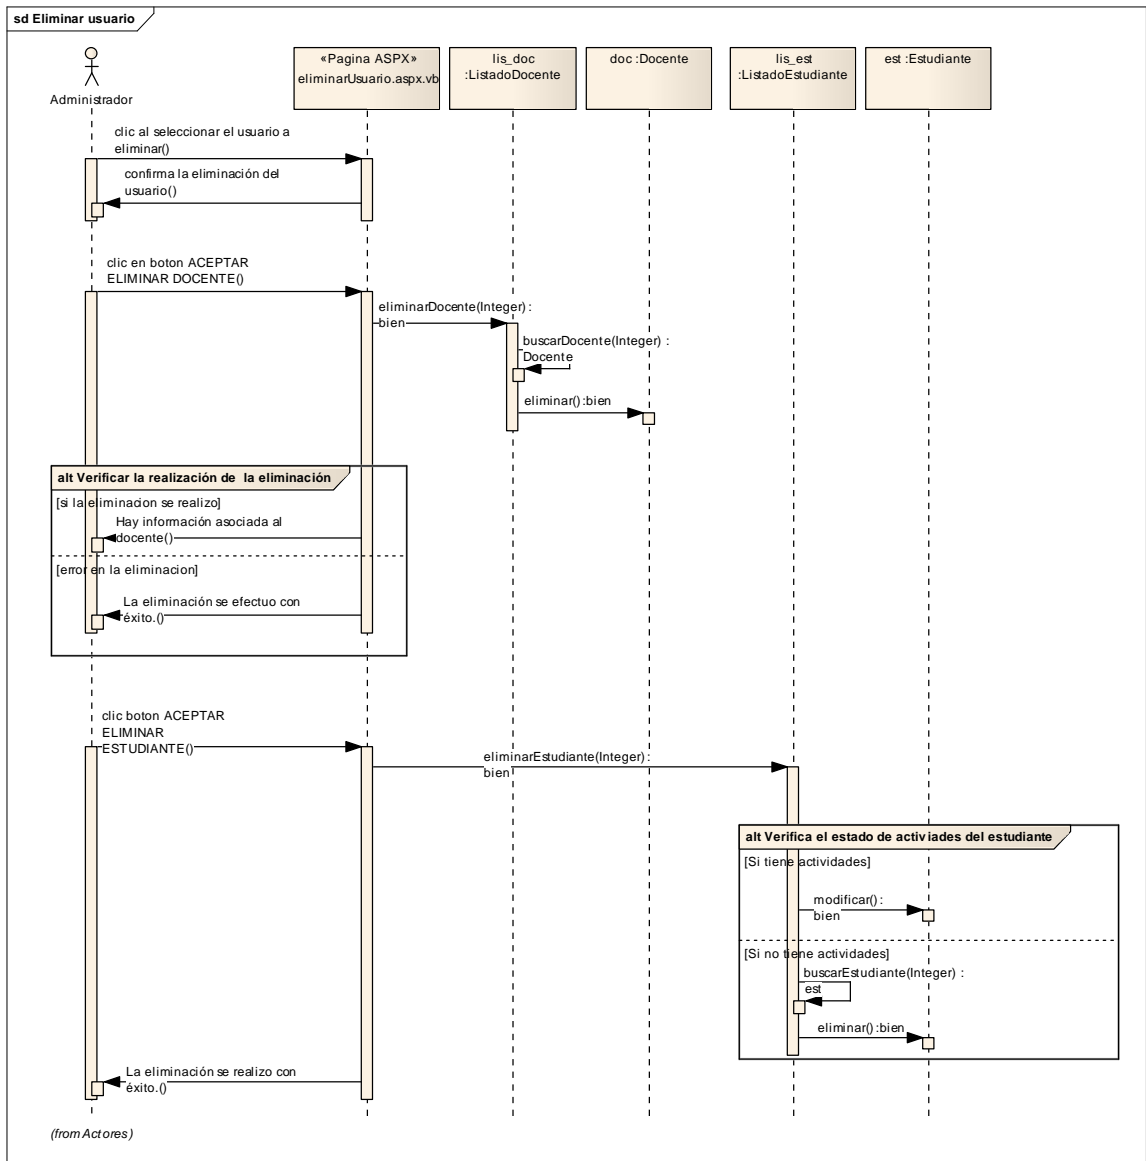 sd Eliminar usuario
Administrador
«Pagina ASPX»
eliminarUsuario.aspx.vb
lis_doc
:ListadoDocente
doc :Docente
lis_est
:ListadoEstudiante
est :Estudiante
clic al seleccionar el usuario a
eliminar()
confirma la eliminación del
usuario()
clic en boton ACEPTAR
ELIMINAR DOCENTE()
eliminarDocente(Integer) :
bien
buscarDocente(Integer) :
Docente
eliminar() :bien
alt Verificar la realización de la eliminación
[si la eliminacion se realizo]
Hay información asociada al
docente()
[error en la eliminacion]
La eliminación se efectuo con
éxito.()
clic boton ACEPTAR
ELIMINAR
ESTUDIANTE()
eliminarEstudiante(Integer) :
bien
alt Verifica el estado de activiades del estudiante
[Si tiene actividades]
modificar() :
bien
[Si no tiene actividades]
buscarEstudiante(Integer) :
est
eliminar() :bien
La eliminación se realizo con
éxito.()
(from Actores)